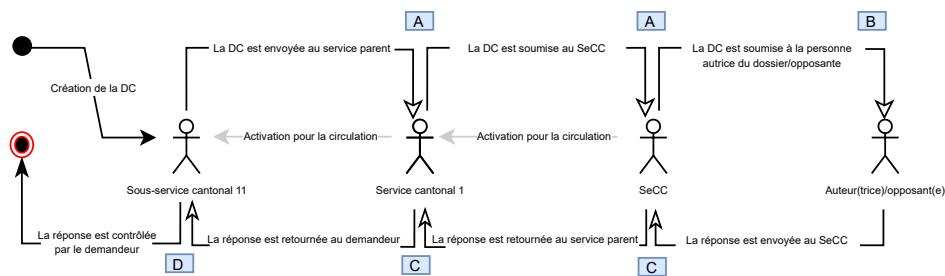 A
A
B
La DC est envoyée au service parent
La DC est soumise au SeCC
La DC est soumise à la personne
autrice du dossier/opposante
Création de la DC
Activation pour la circulation
Activation pour la circulation
Sous-service cantonal 11
Service cantonal 1
SeCC
Auteur(trice)/opposant(e)
La réponse est contrôlée
par le demandeur
La réponse est retournée au demandeur
La réponse est retournée au service parent
La réponse est envoyée au SeCC
D
C
C